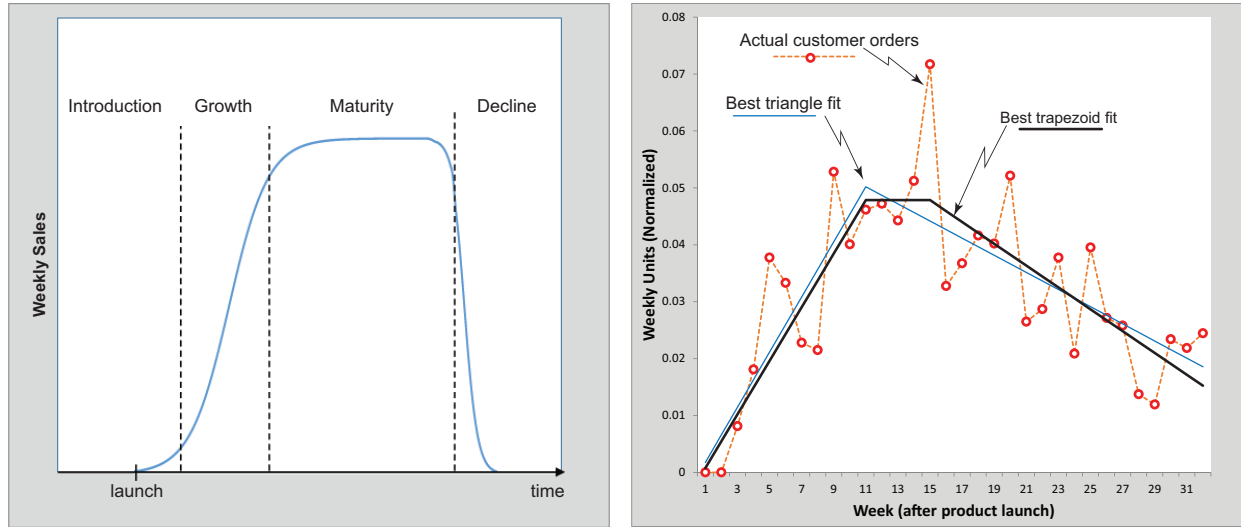 Introduction
Growth
Maturity
Decline
Weekly Sales
launch
time
0.08
0.07
0.06
0.05
0.04
0.03
0.02
0.01
0
Weekly Units (Normalized)
Actual customer orders
Best triangle fit
Best trapezoid fit
1 3 5 7 9 11 13 15 17 19 21 23 25 27 29 31
Week (after product launch)